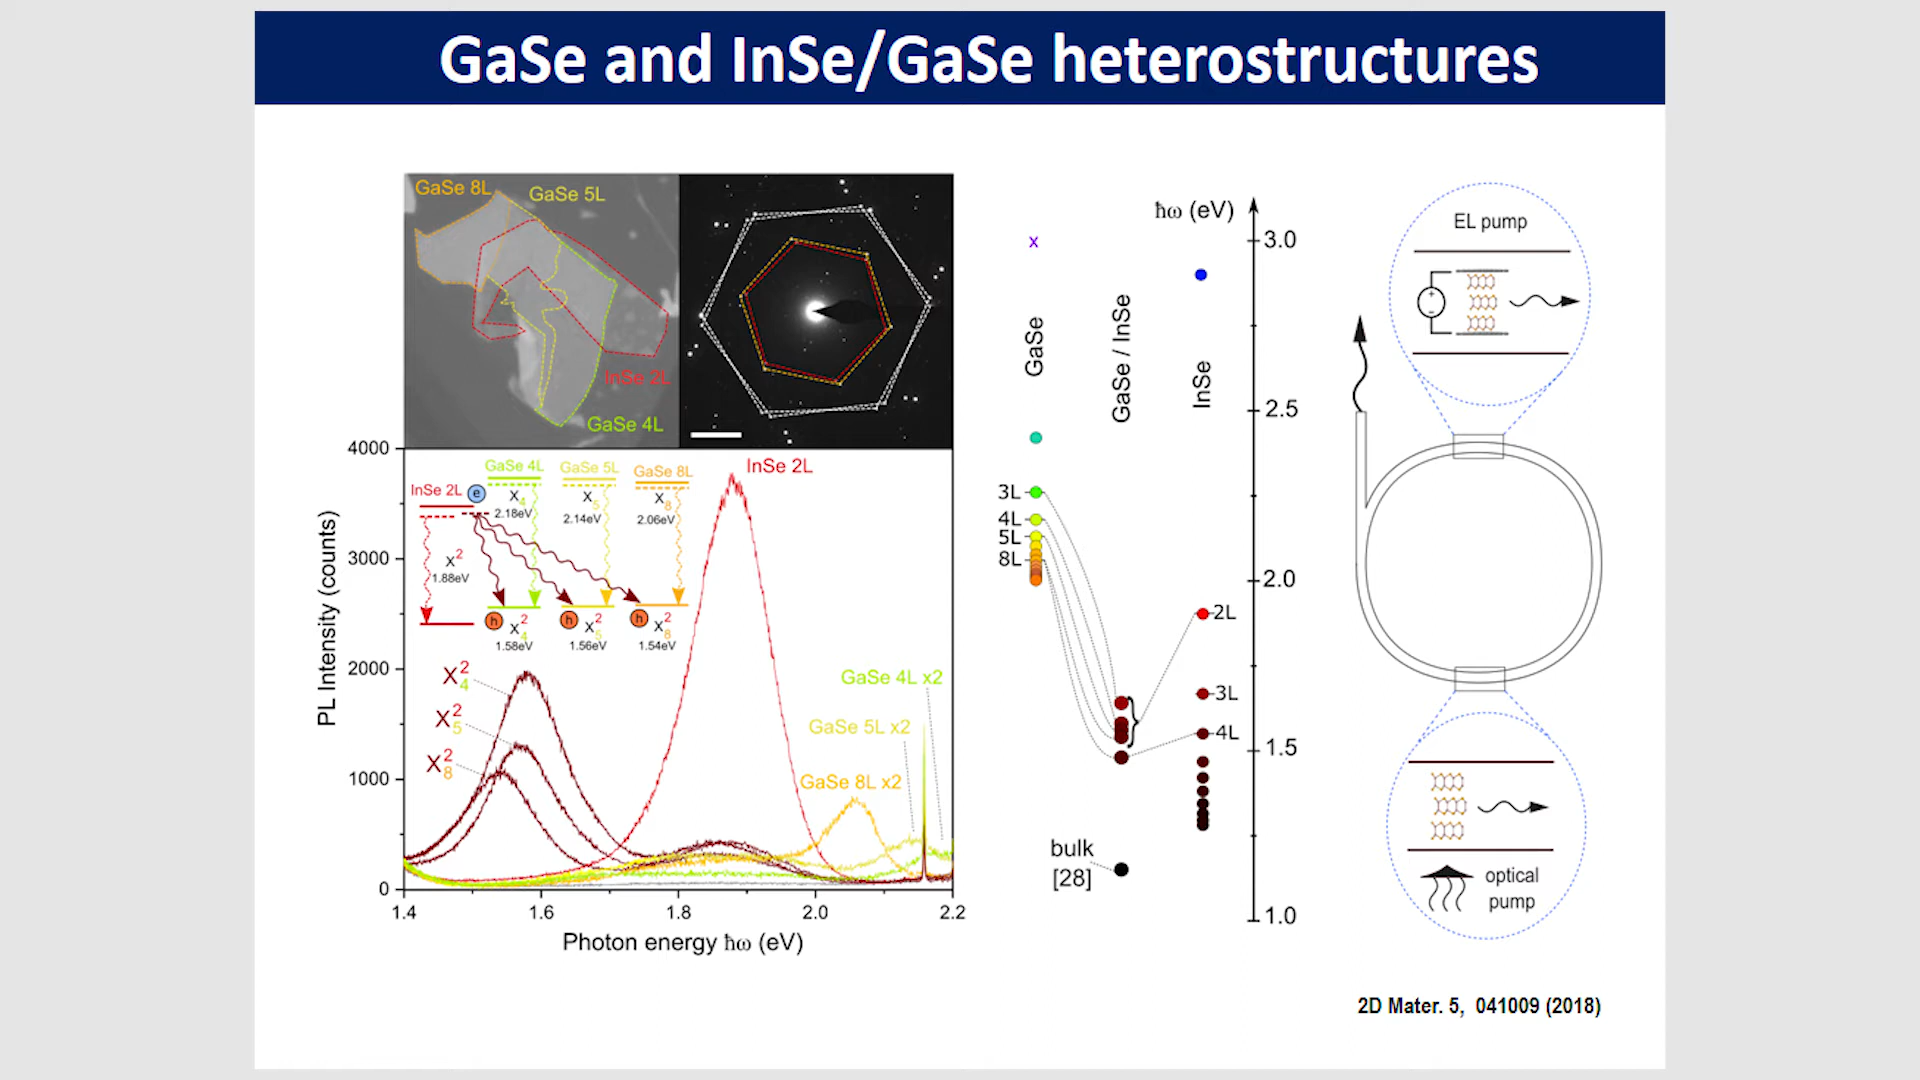 GaSe and InSe/GaSe heterostructures
GaSe 8L
GaSe 5L
InSe 2L
GaSe 4L
PL Intensity (counts)
4000
3000
2000
1000
0
1.4
1.6
1.8
2.0
2.2
Photon energy ħω (eV)
InSe 2L
e
GaSe 4L
GaSe 5L
GaSe 8L
InSe 2L
X4
2.18eV
X5
2.14eV
X8
2.06eV
X²
1.88eV
h
X²4
1.58eV
h
X²5
1.56eV
h
X²8
1.54eV
X²4
X²5
X²8
GaSe 4L x2
GaSe 5L x2
GaSe 8L x2
ħω (eV)
x
GaSe
GaSe / InSe
InSe
3.0
2.5
2.0
1.5
1.0
3L
4L
5L
8L
2L
3L
4L
bulk
[28]
EL pump
+
−
optical
pump
2D Mater. 5, 041009 (2018)